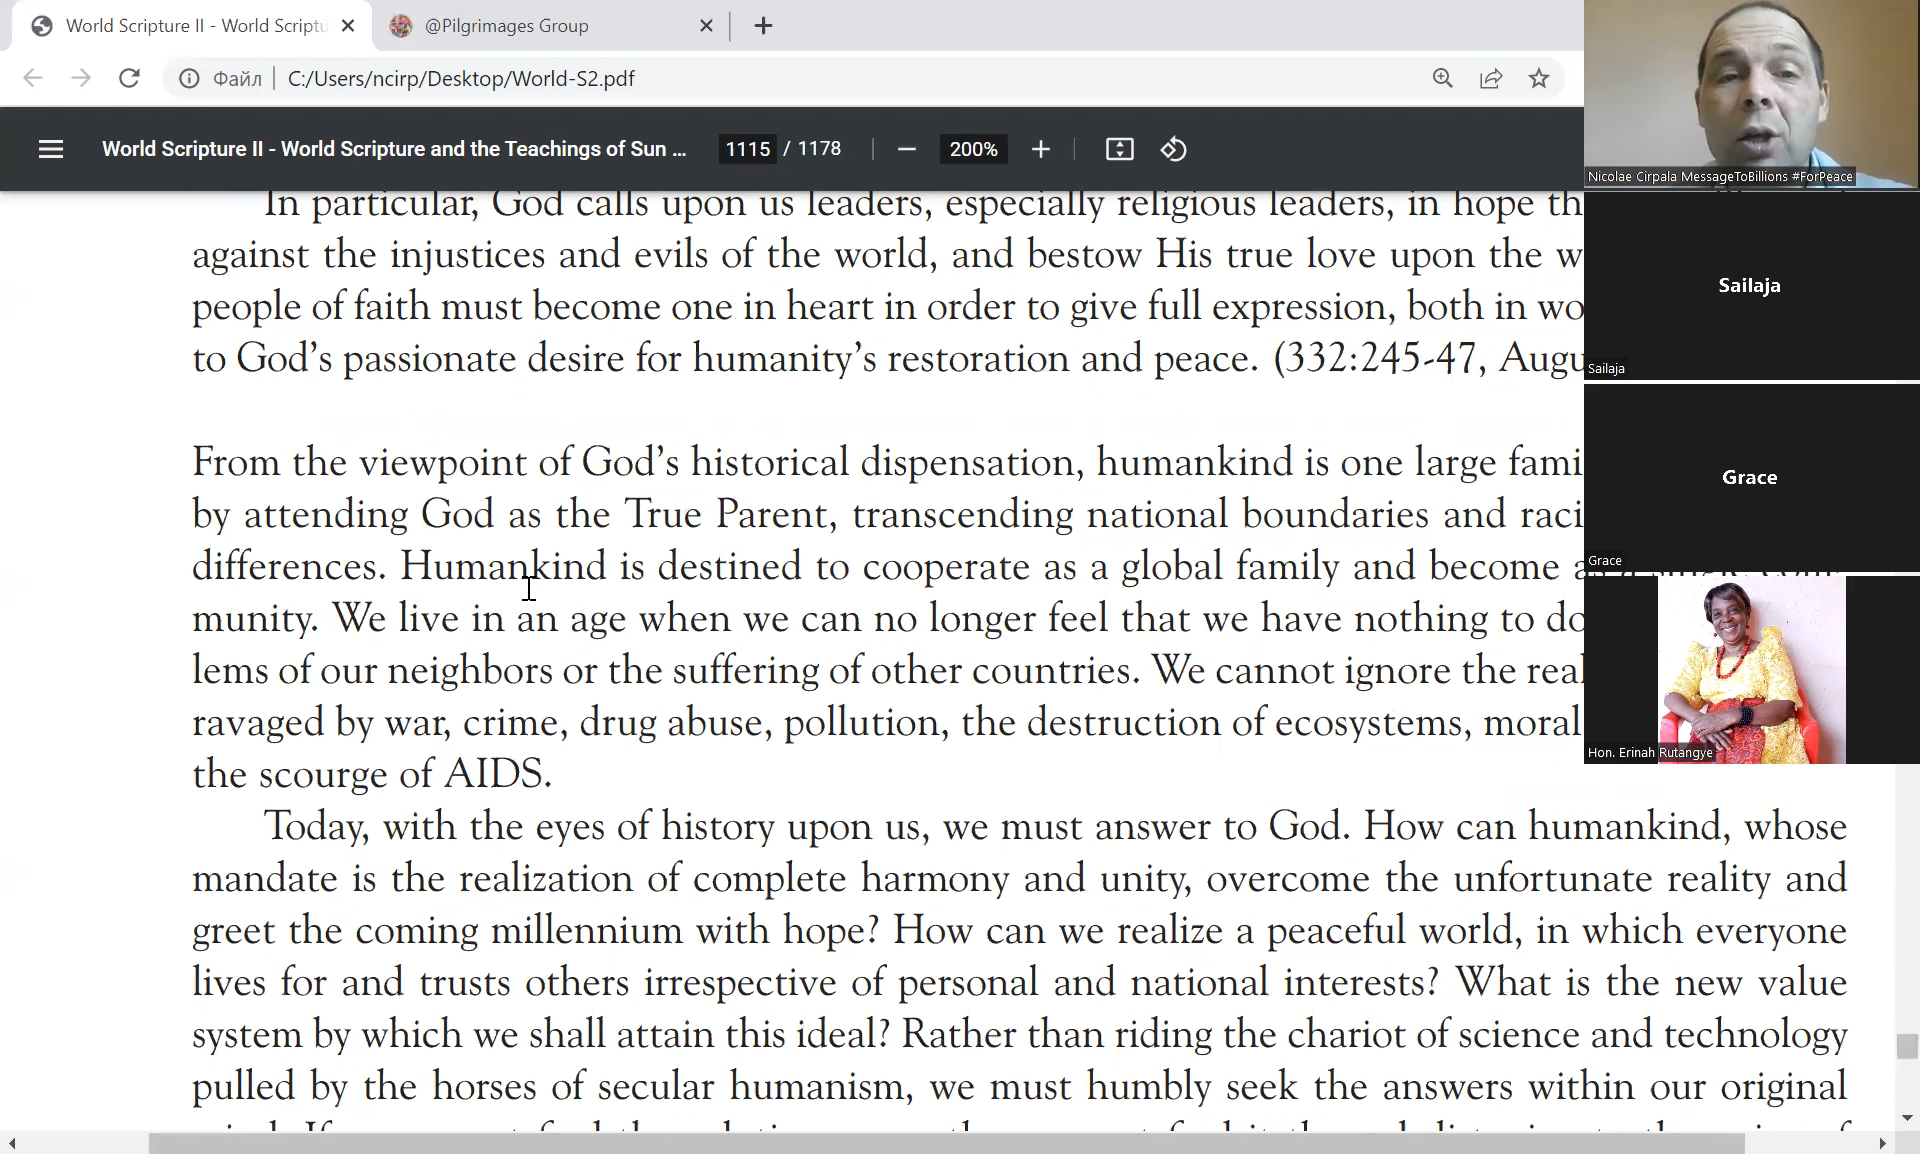 World Scripture II - World Scriptu
@Pilgrimages Group
Файл
C:/Users/ncirp/Desktop/World-S2.pdf
World Scripture II - World Scripture and the Teachings of Sun ...
1115 / 1178
200%
In particular, God calls upon us leaders, especially religious leaders, in hope th
against the injustices and evils of the world, and bestow His true love upon the w
people of faith must become one in heart in order to give full expression, both in wo
to God’s passionate desire for humanity’s restoration and peace. (332:245-47, Augu
From the viewpoint of God’s historical dispensation, humankind is one large fami
by attending God as the True Parent, transcending national boundaries and raci
differences. Humankind is destined to cooperate as a global family and become
munity. We live in an age when we can no longer feel that we have nothing to do
lems of our neighbors or the suffering of other countries. We cannot ignore the real
ravaged by war, crime, drug abuse, pollution, the destruction of ecosystems, moral
the scourge of AIDS.
Today, with the eyes of history upon us, we must answer to God. How can humankind, whose
mandate is the realization of complete harmony and unity, overcome the unfortunate reality and
greet the coming millennium with hope? How can we realize a peaceful world, in which everyone
lives for and trusts others irrespective of personal and national interests? What is the new value
system by which we shall attain this ideal? Rather than riding the chariot of science and technology
pulled by the horses of secular humanism, we must humbly seek the answers within our original
Nicolae Cirpala MessageToBillions #ForPeace
Sailaja
Sailaja
Grace
Grace
Hon. Erinah Rutangye